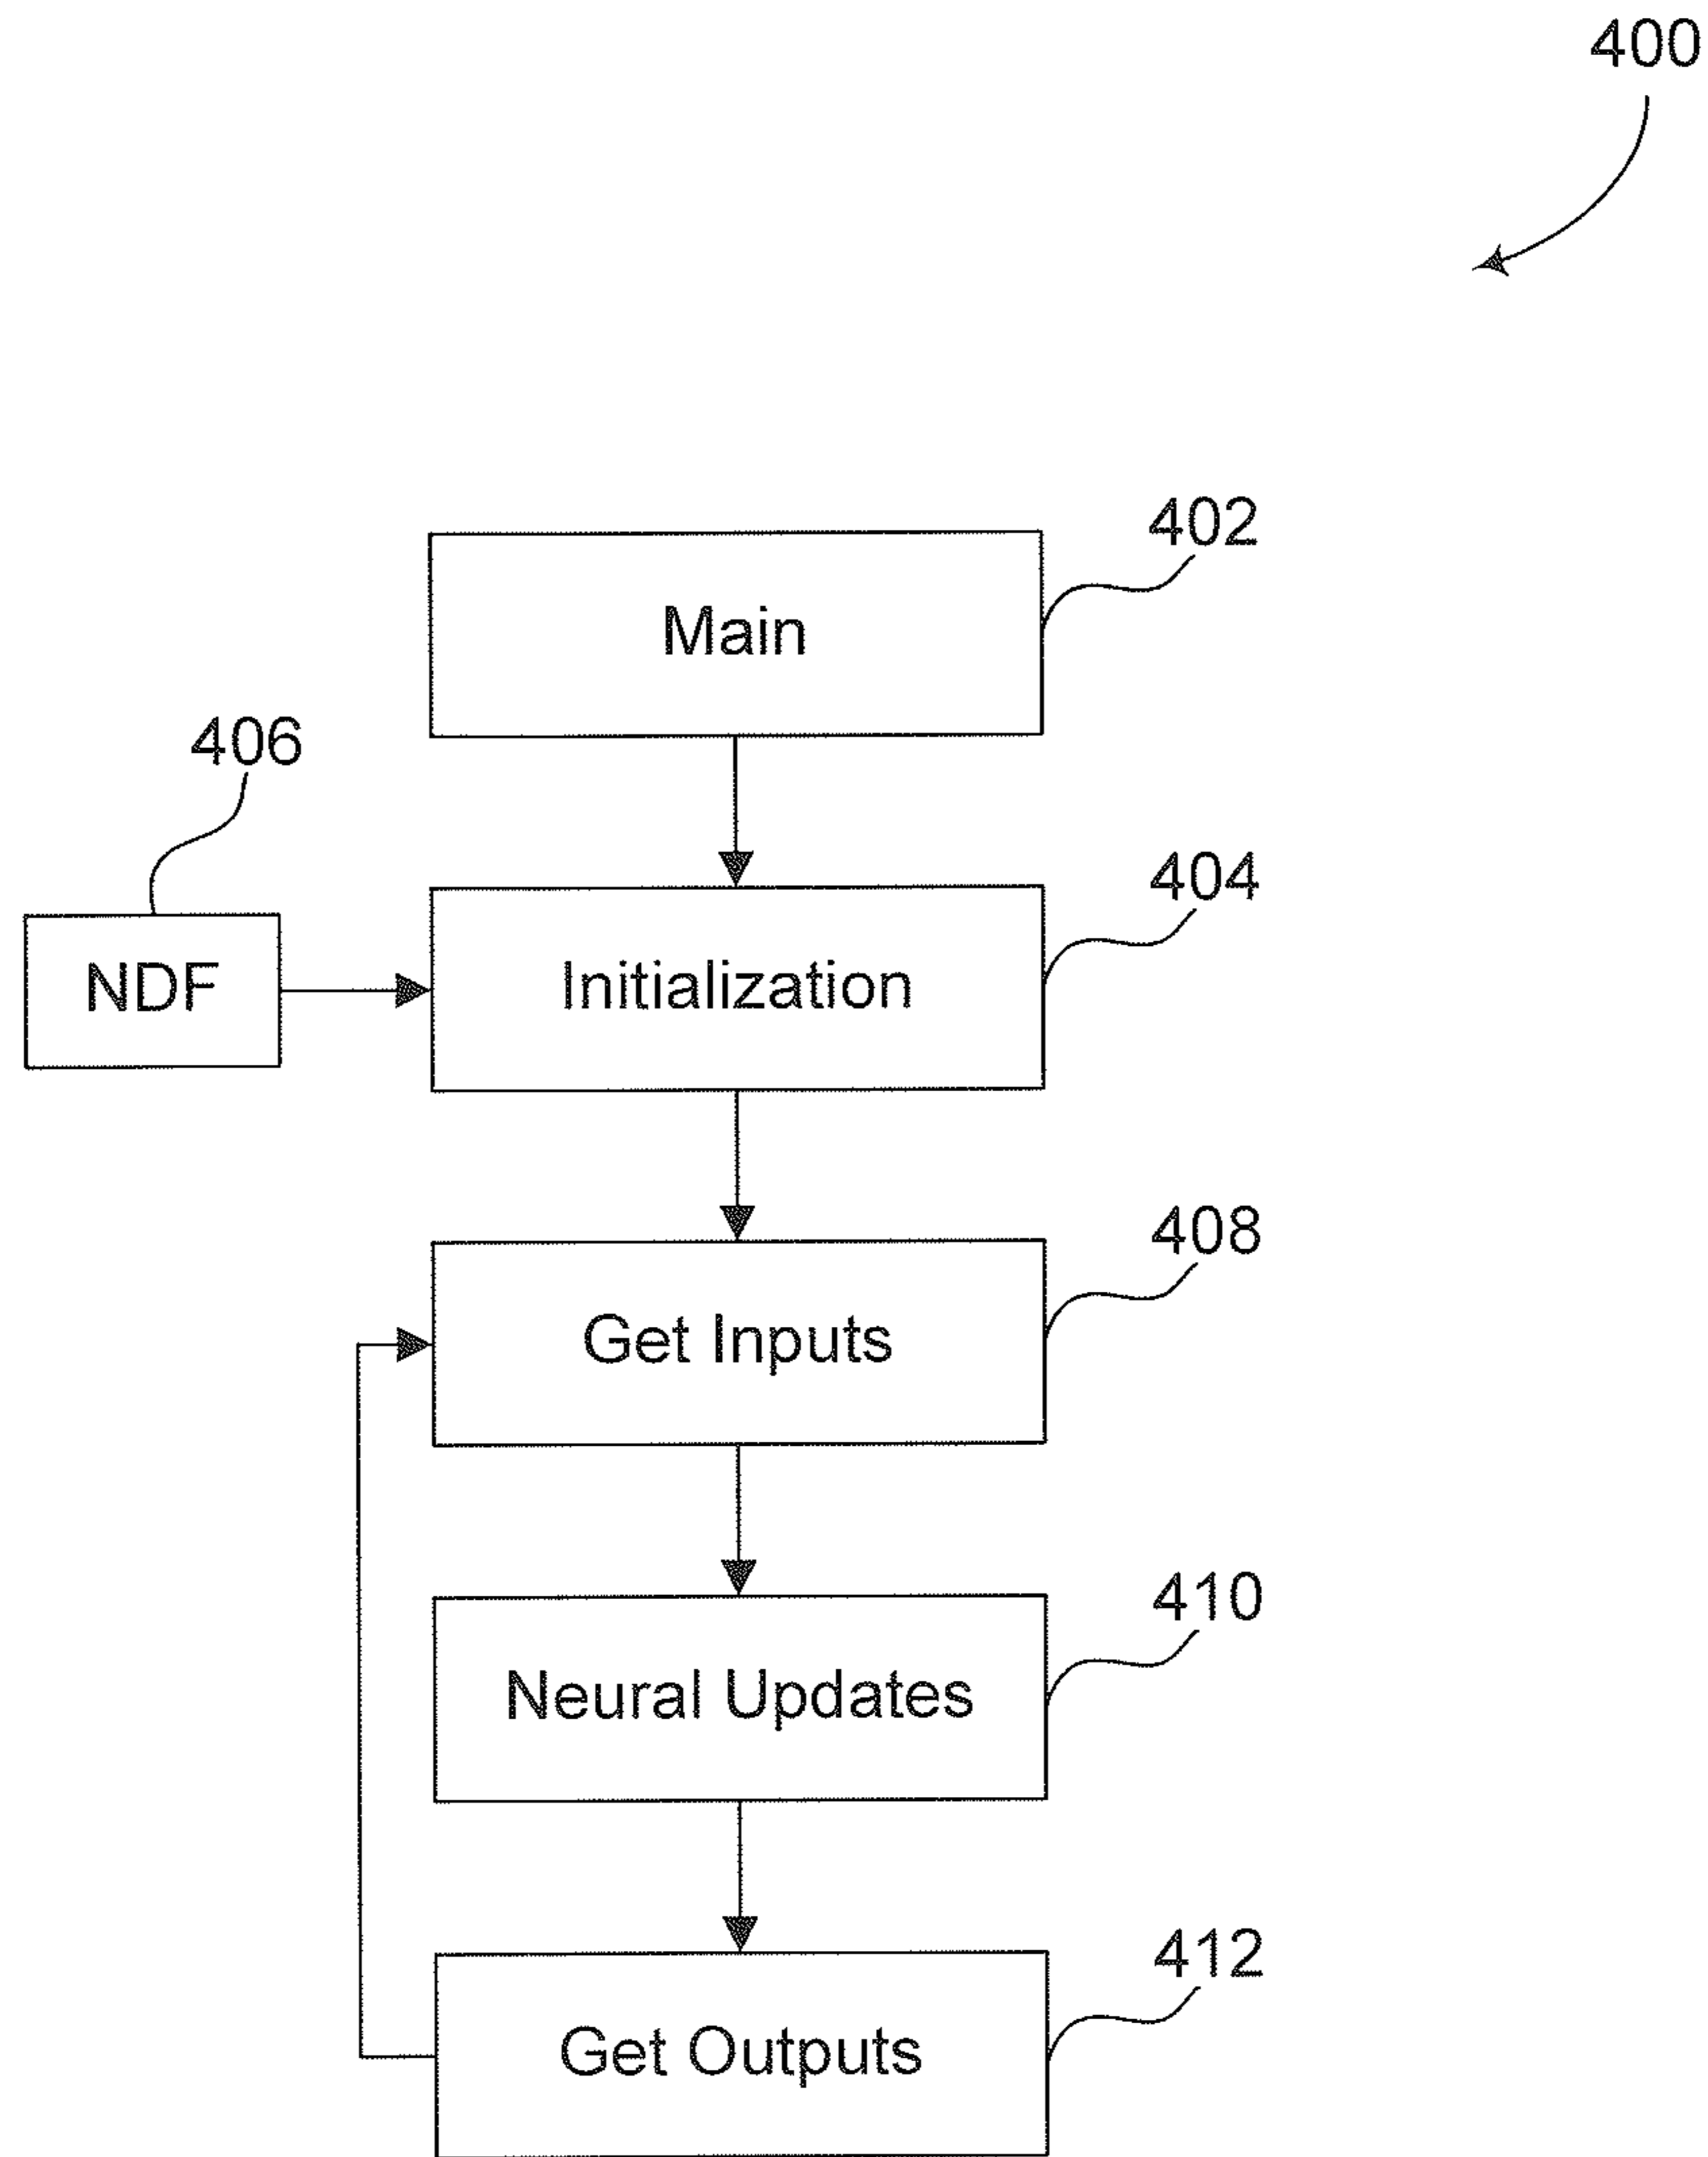 400
402
Main
406
404
NDF
Initialization
408
Get Inputs
410
Neural Updates
412
Get Outputs